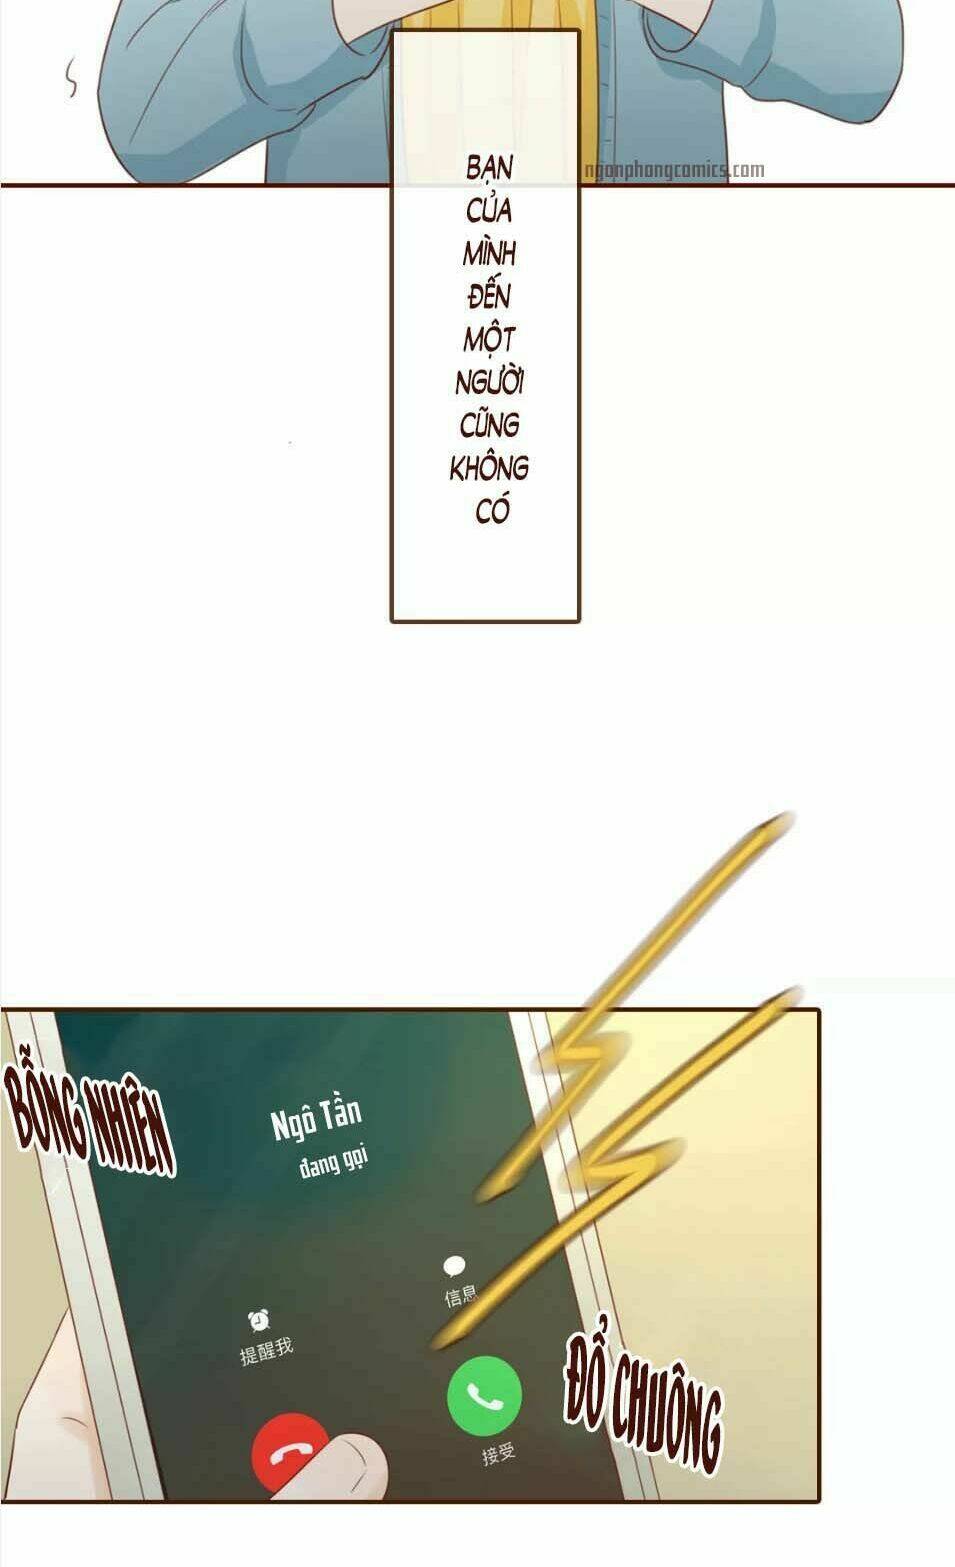 ngonphongcomics.com
BẠN
CỦA
MÌNH
ĐẾN
MỘT
NGƯỜI
CŨNG
KHÔNG
CÓ
BỖNG NHIÊN
Ngô Tần
đang gọi
信息
提醒我
接受
ĐỔ CHUÔNG